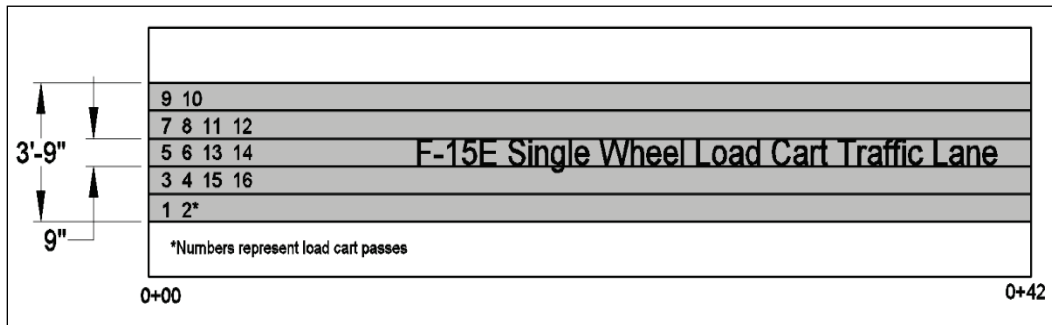 9 10
7 8 11 12
3'-9"
5 6 13 14
F-15E Single Wheel Load Cart Traffic Lane
3 4 15 16
1 2*
9"
*Numbers represent load cart passes
0+00
0+42